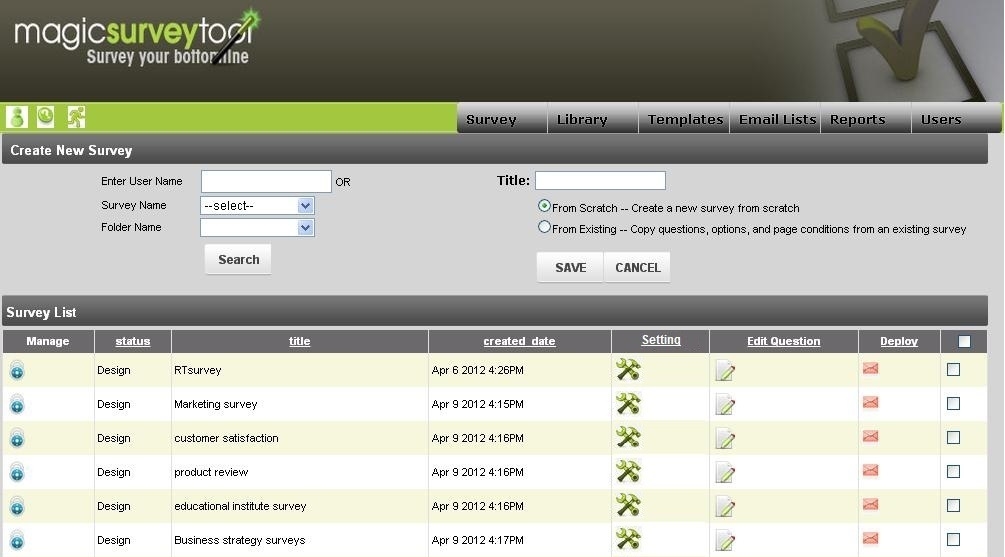 magicsurveytool
Survey your bottomline
Survey Library Templates Email Lists Reports Users
Create New Survey
Enter User Name OR Title:
Survey Name --select-- From Scratch -- Create a new survey from scratch
Folder Name From Existing -- Copy questions, options, and page conditions from an existing survey
Search SAVE CANCEL
Survey List
Manage status title created_date Setting Edit Question Deploy
Design RTsurvey Apr 6 2012 4:26PM
Design Marketing survey Apr 9 2012 4:15PM
Design customer satisfaction Apr 9 2012 4:16PM
Design product review Apr 9 2012 4:16PM
Design educational institute survey Apr 9 2012 4:16PM
Design Business strategy surveys Apr 9 2012 4:17PM